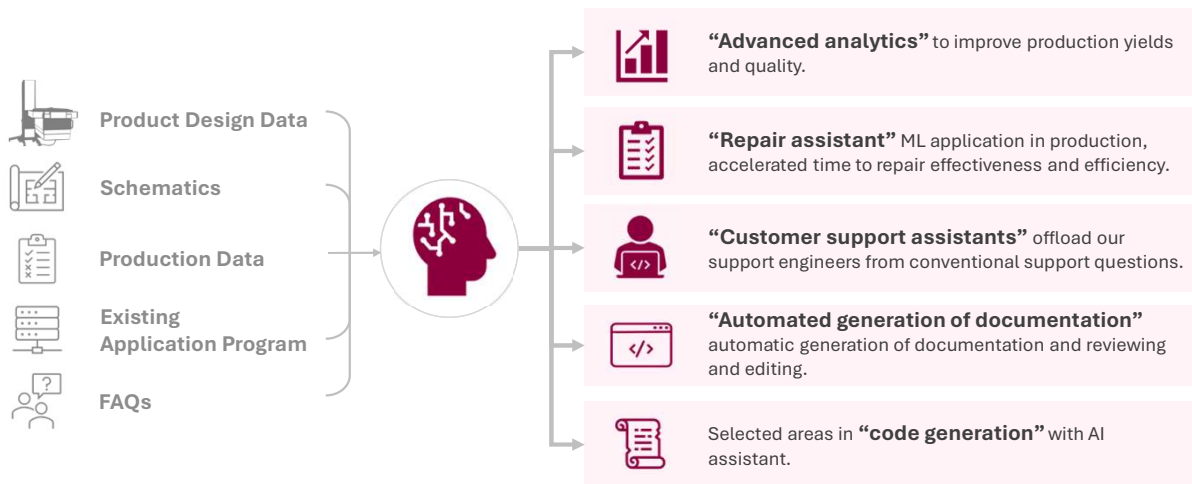 Product Design Data
Schematics
Production Data
Existing
Application Program
FAQs
“Advanced analytics” to improve production yields
and quality.
“Repair assistant” ML application in production,
accelerated time to repair effectiveness and efficiency.
“Customer support assistants” offload our
support engineers from conventional support questions.
“Automated generation of documentation”
automatic generation of documentation and reviewing
and editing.
Selected areas in “code generation” with AI
assistant.